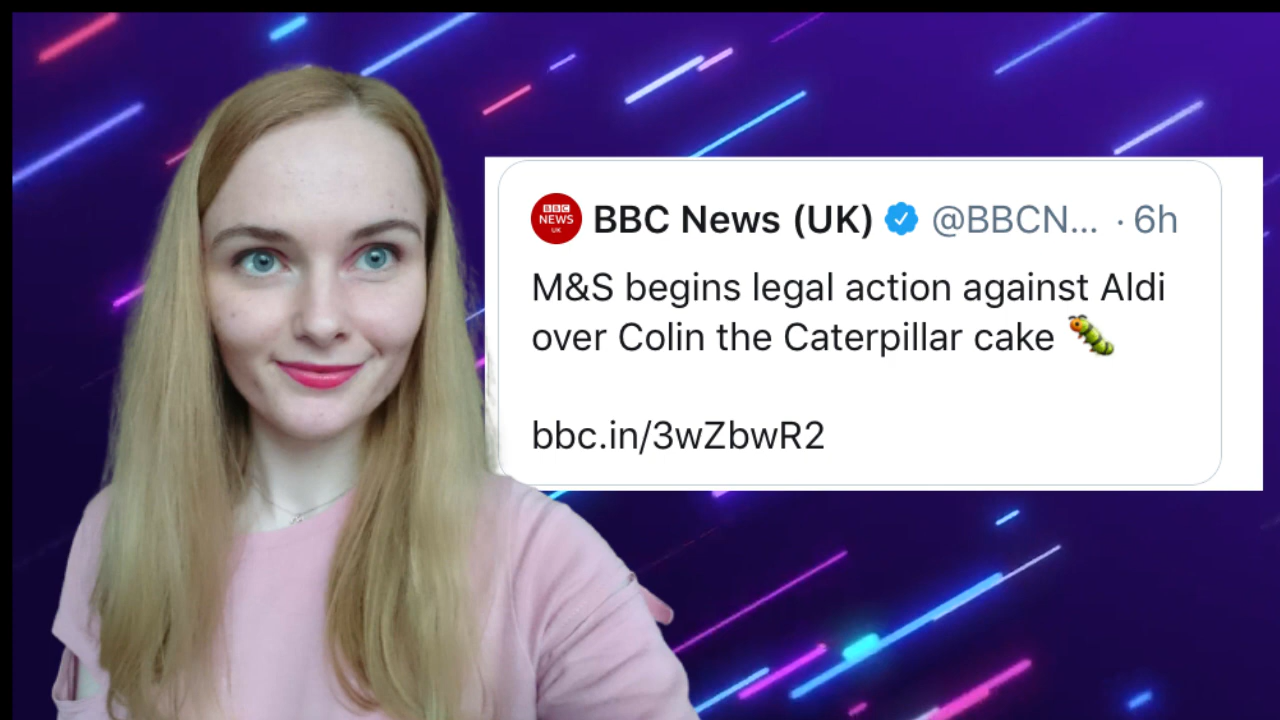 BBC
NEWS
UK
BBC News (UK) @BBCN... · 6h
M&S begins legal action against Aldi
over Colin the Caterpillar cake 🐛
bbc.in/3wZbwR2